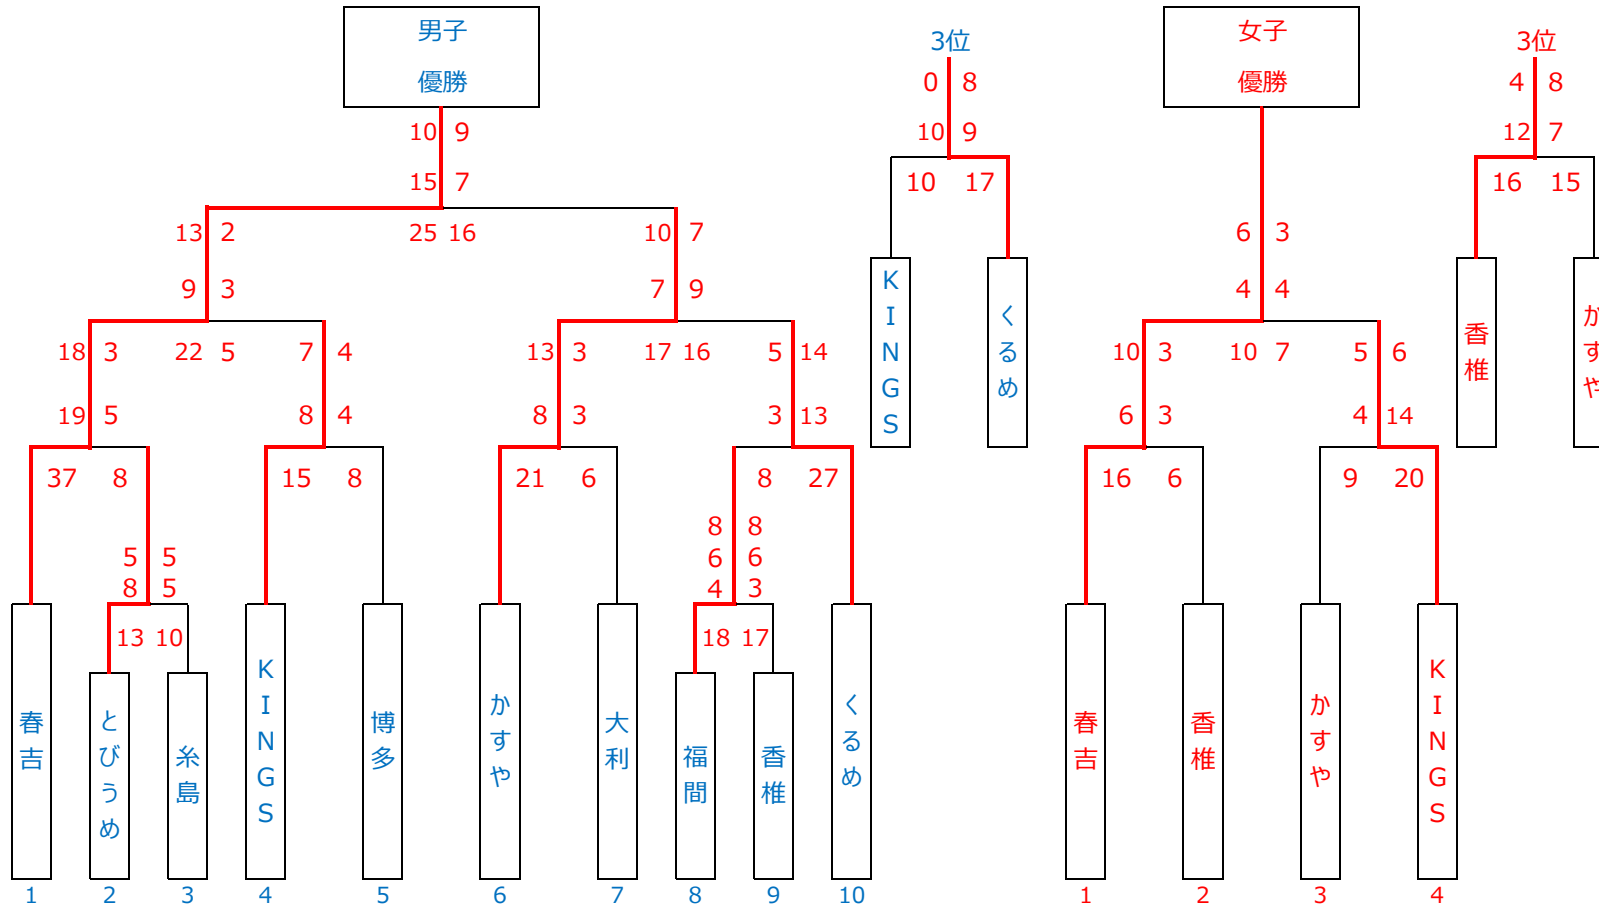 男子
優勝
10 9
15 7
25 16
13 2
9 3
22 5
10 7
7 9
17 16
18 3
19 5
37 8
7 4
8 4
15 8
13 3
8 3
21 6
5 14
3 13
8 27
5 5
8 5
13 10
8 8
6 6
4 3
18 17
春吉
とびうめ
糸島
KINGS
博多
かすや
大利
福間
香椎
くるめ
1 2 3 4 5 6 7 8 9 10
3位
0 8
10 9
10 17
KINGS
くるめ
女子
優勝
6 3
4 4
10 7
10 3
6 3
16 6
5 6
4 14
9 20
春吉
香椎
かすや
KINGS
1 2 3 4
3位
4 8
12 7
16 15
香椎
かすや